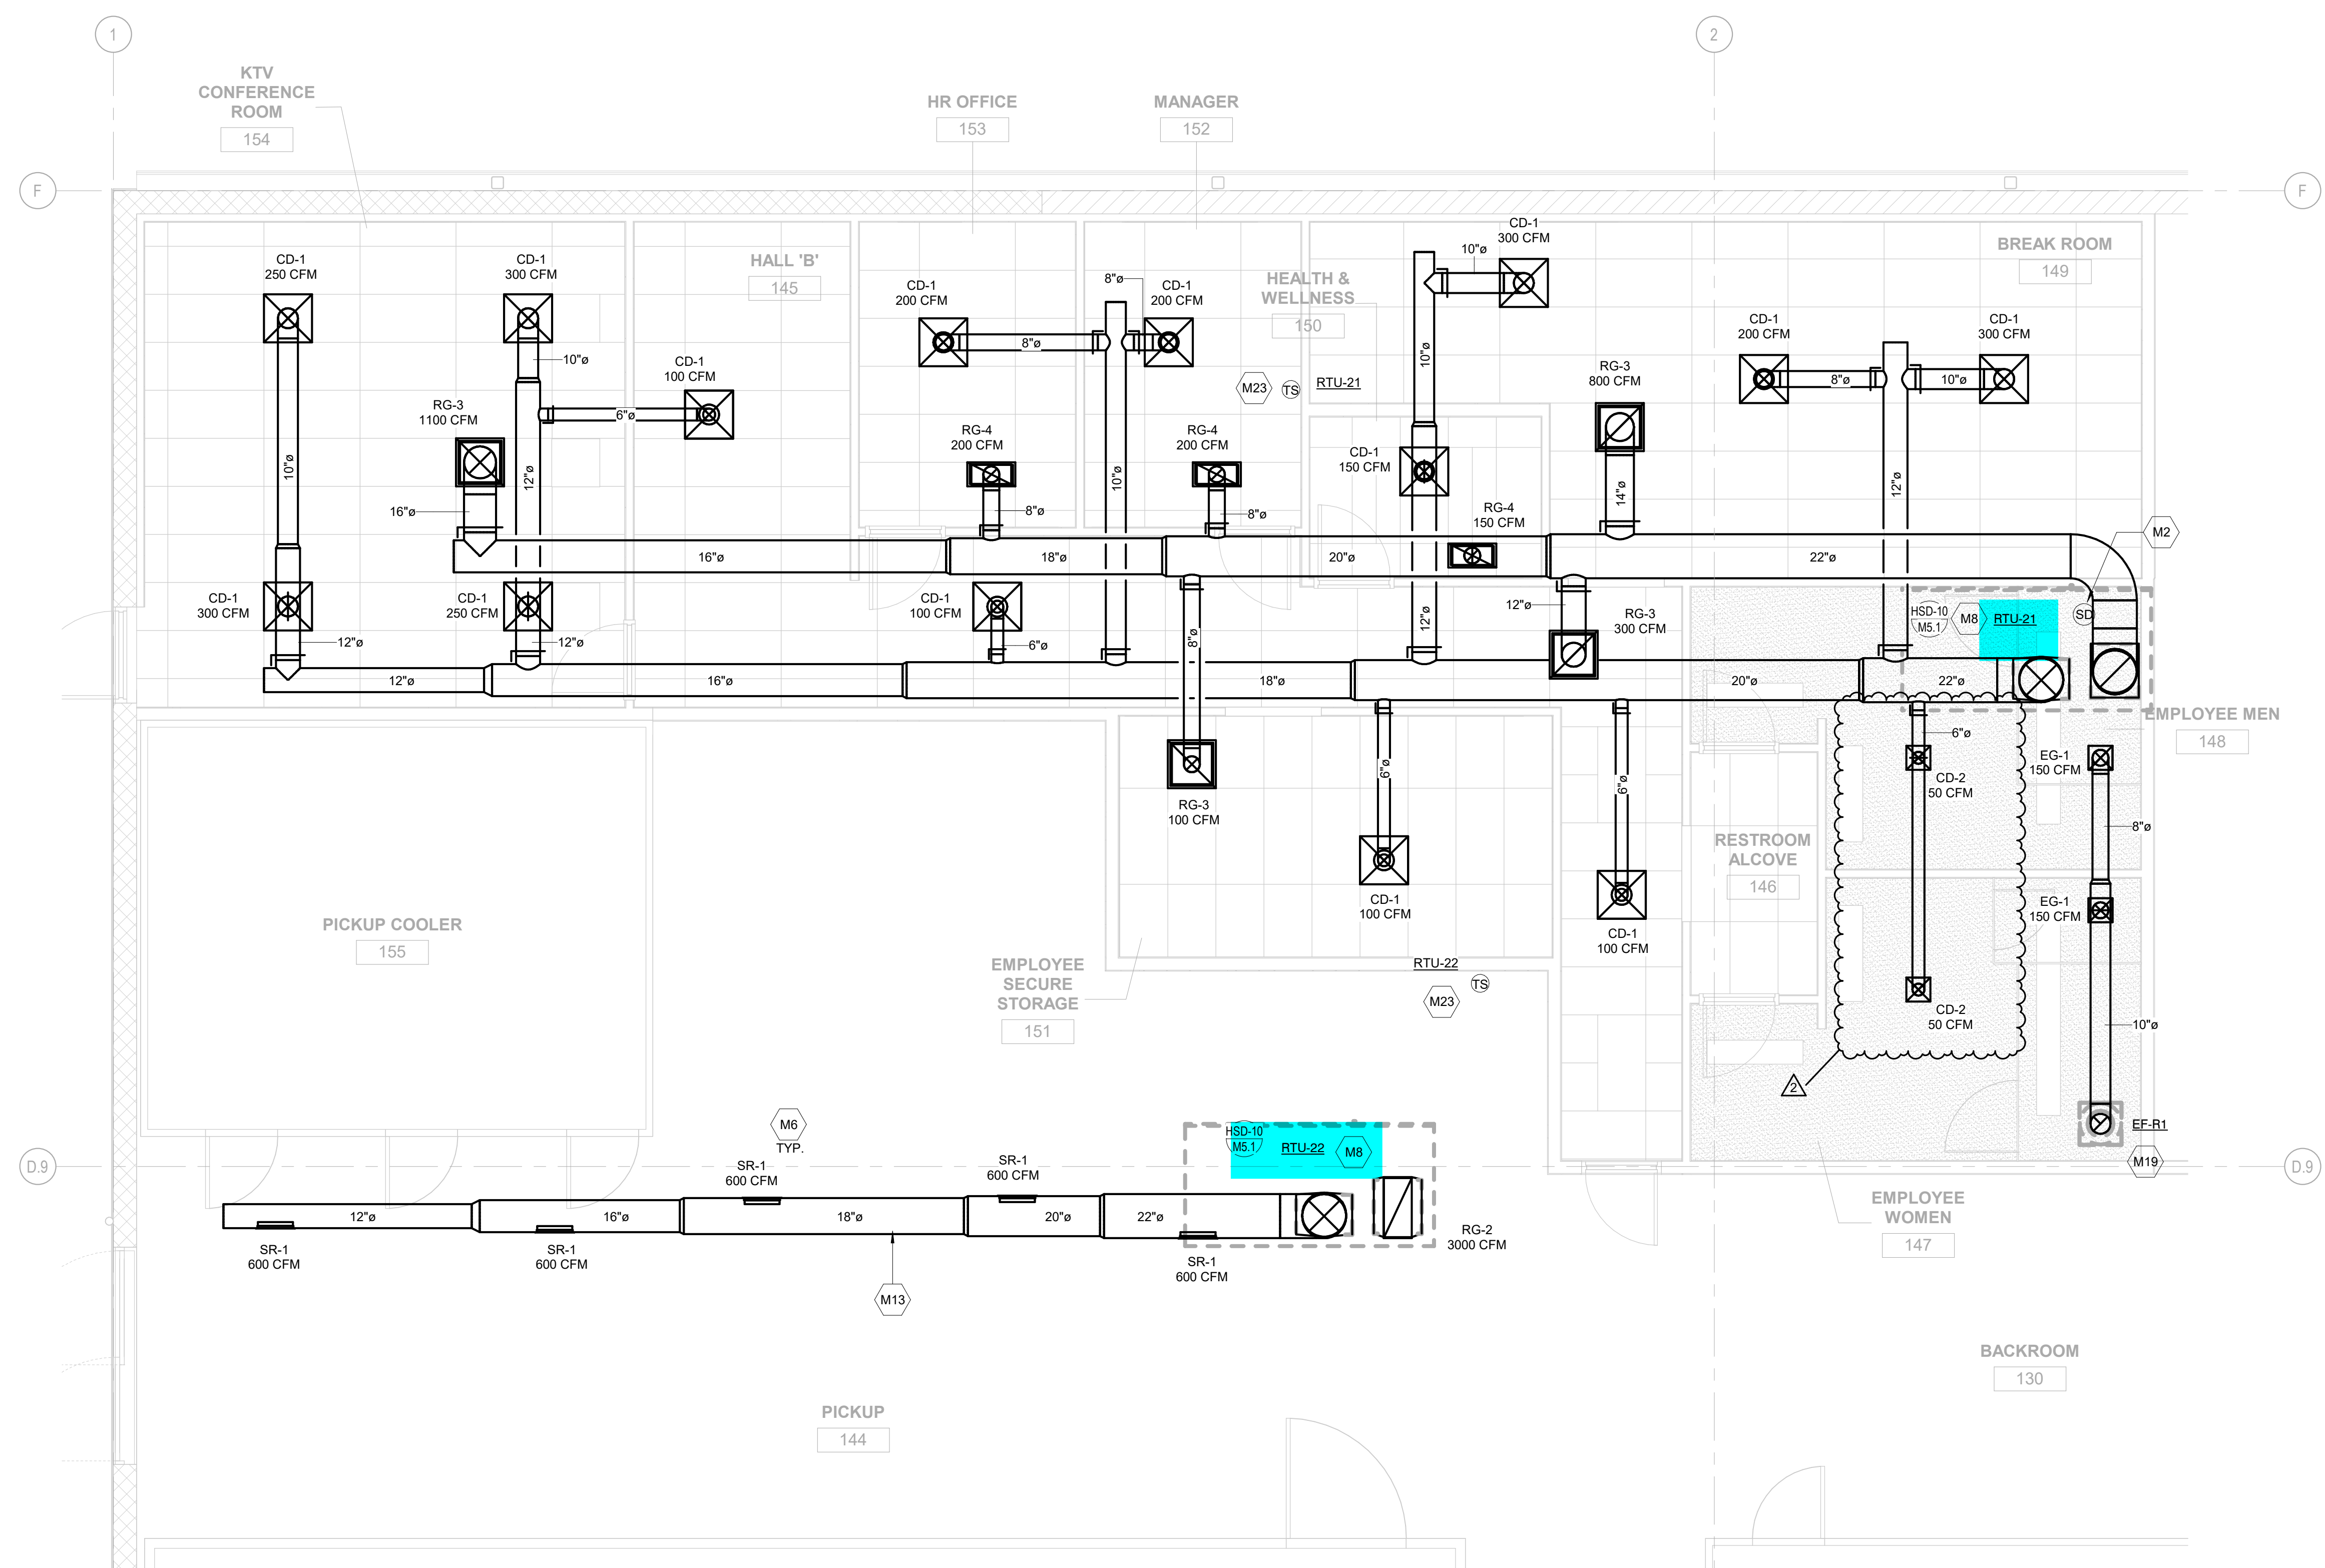 1
2
KTV
CONFERENCE
ROOM
154
HR OFFICE
153
MANAGER
152
F
F
CD-1
250 CFM
CD-1
300 CFM
HALL 'B'
145
CD-1
200 CFM
8"ø
CD-1
200 CFM
HEALTH &
WELLNESS
150
10"ø
CD-1
300 CFM
BREAK ROOM
149
10"ø
CD-1
100 CFM
6"ø
8"ø
M23
TS
RTU-21
10"ø
RG-3
800 CFM
CD-1
200 CFM
CD-1
300 CFM
8"ø
10"ø
RG-3
1100 CFM
10"ø
12"ø
16"ø
RG-4
200 CFM
RG-4
200 CFM
10"ø
8"ø
8"ø
CD-1
150 CFM
RG-4
150 CFM
14"ø
12"ø
M2
16"ø
18"ø
20"ø
22"ø
CD-1
300 CFM
CD-1
250 CFM
12"ø
12"ø
CD-1
100 CFM
6"ø
8"ø
12"ø
12"ø
RG-3
300 CFM
HSD-10
M5.1
M8
RTU-21
SD
12"ø
16"ø
18"ø
20"ø
22"ø
EMPLOYEE MEN
148
6"ø
RG-3
100 CFM
6"ø
6"ø
CD-2
50 CFM
EG-1
150 CFM
8"ø
RESTROOM
ALCOVE
146
CD-1
100 CFM
CD-1
100 CFM
EG-1
150 CFM
PICKUP COOLER
155
EMPLOYEE
SECURE
STORAGE
151
RTU-22
TS
M23
CD-2
50 CFM
10"ø
2
M6
TYP.
HSD-10
M5.1
RTU-22
M8
EF-R1
M19
D.9
D.9
SR-1
600 CFM
SR-1
600 CFM
12"ø
16"ø
18"ø
20"ø
22"ø
SR-1
600 CFM
SR-1
600 CFM
SR-1
600 CFM
RG-2
3000 CFM
EMPLOYEE
WOMEN
147
M13
BACKROOM
130
PICKUP
144